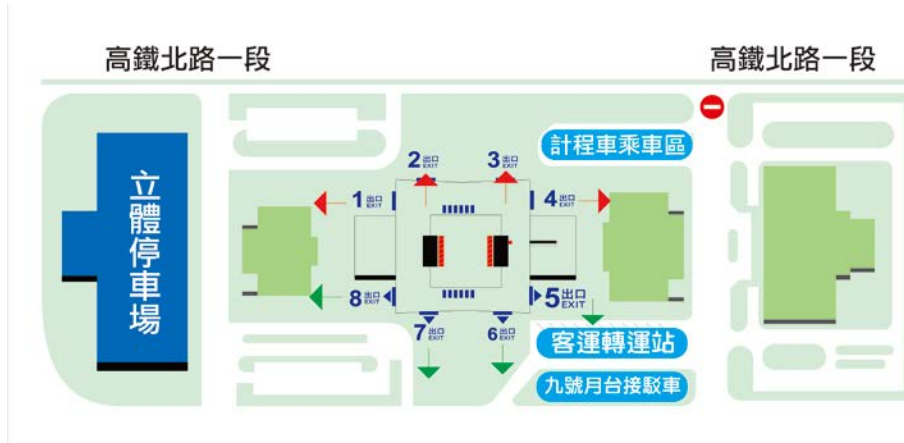 高鐵北路一段
高鐵北路一段
計程車乘車區
2 出口 EXIT
3 出口 EXIT
立體停車場
1 出口 EXIT
4 出口 EXIT
8 出口 EXIT
5 出口 EXIT
7 出口 EXIT
6 出口 EXIT
客運轉運站
九號月台接駁車